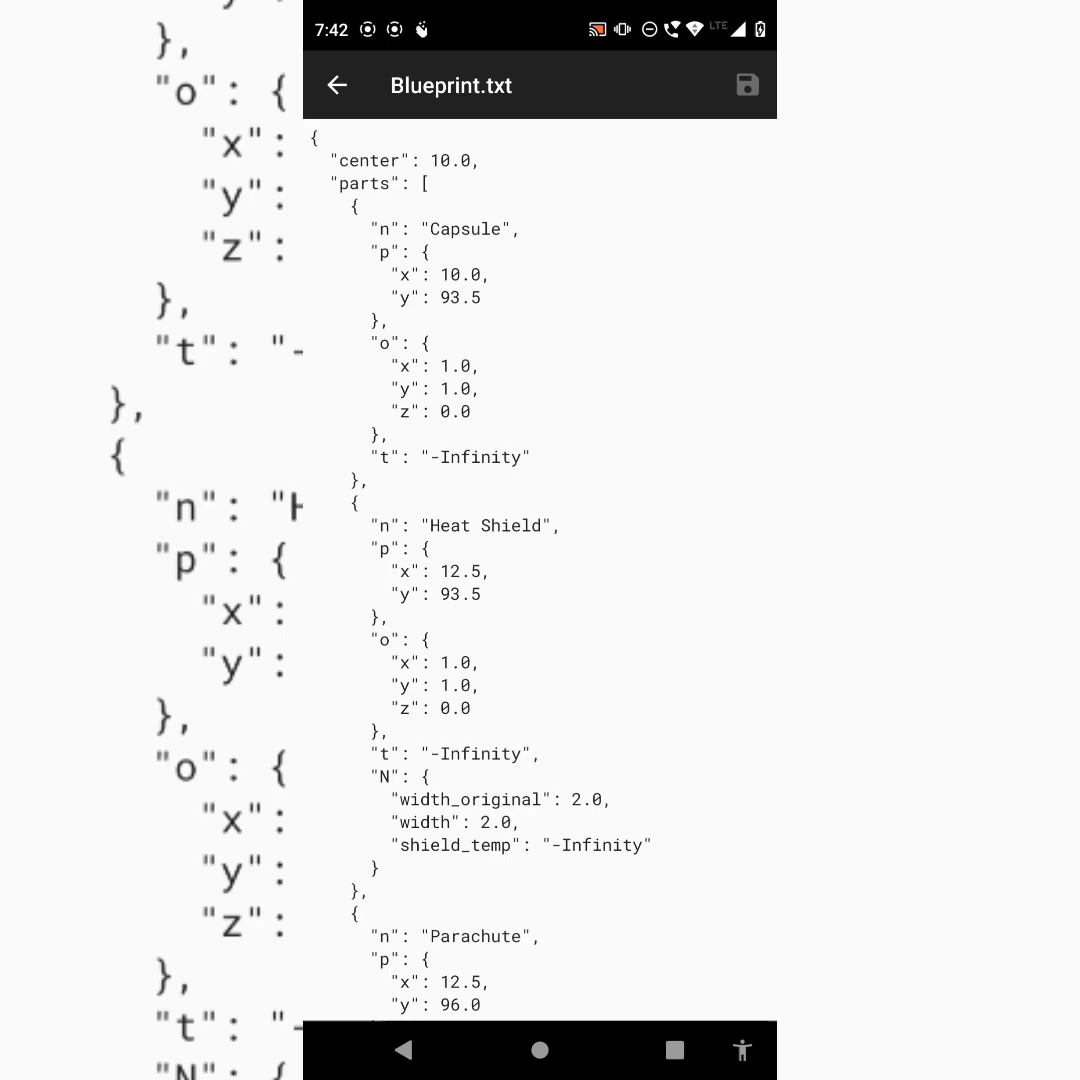 },
"o": {
"x":
"y":
"z":
},
"t": "-
},
{
"n": "H
"p": {
"x":
"y":
},
"o": {
"x":
"y":
"z":
},
"t": "-
"N": {
7:42
LTE
Blueprint.txt
{
"center": 10.0,
"parts": [
{
"n": "Capsule",
"p": {
"x": 10.0,
"y": 93.5
},
"o": {
"x": 1.0,
"y": 1.0,
"z": 0.0
},
"t": "-Infinity"
},
{
"n": "Heat Shield",
"p": {
"x": 12.5,
"y": 93.5
},
"o": {
"x": 1.0,
"y": 1.0,
"z": 0.0
},
"t": "-Infinity",
"N": {
"width_original": 2.0,
"width": 2.0,
"shield_temp": "-Infinity"
}
},
{
"n": "Parachute",
"p": {
"x": 12.5,
"y": 96.0